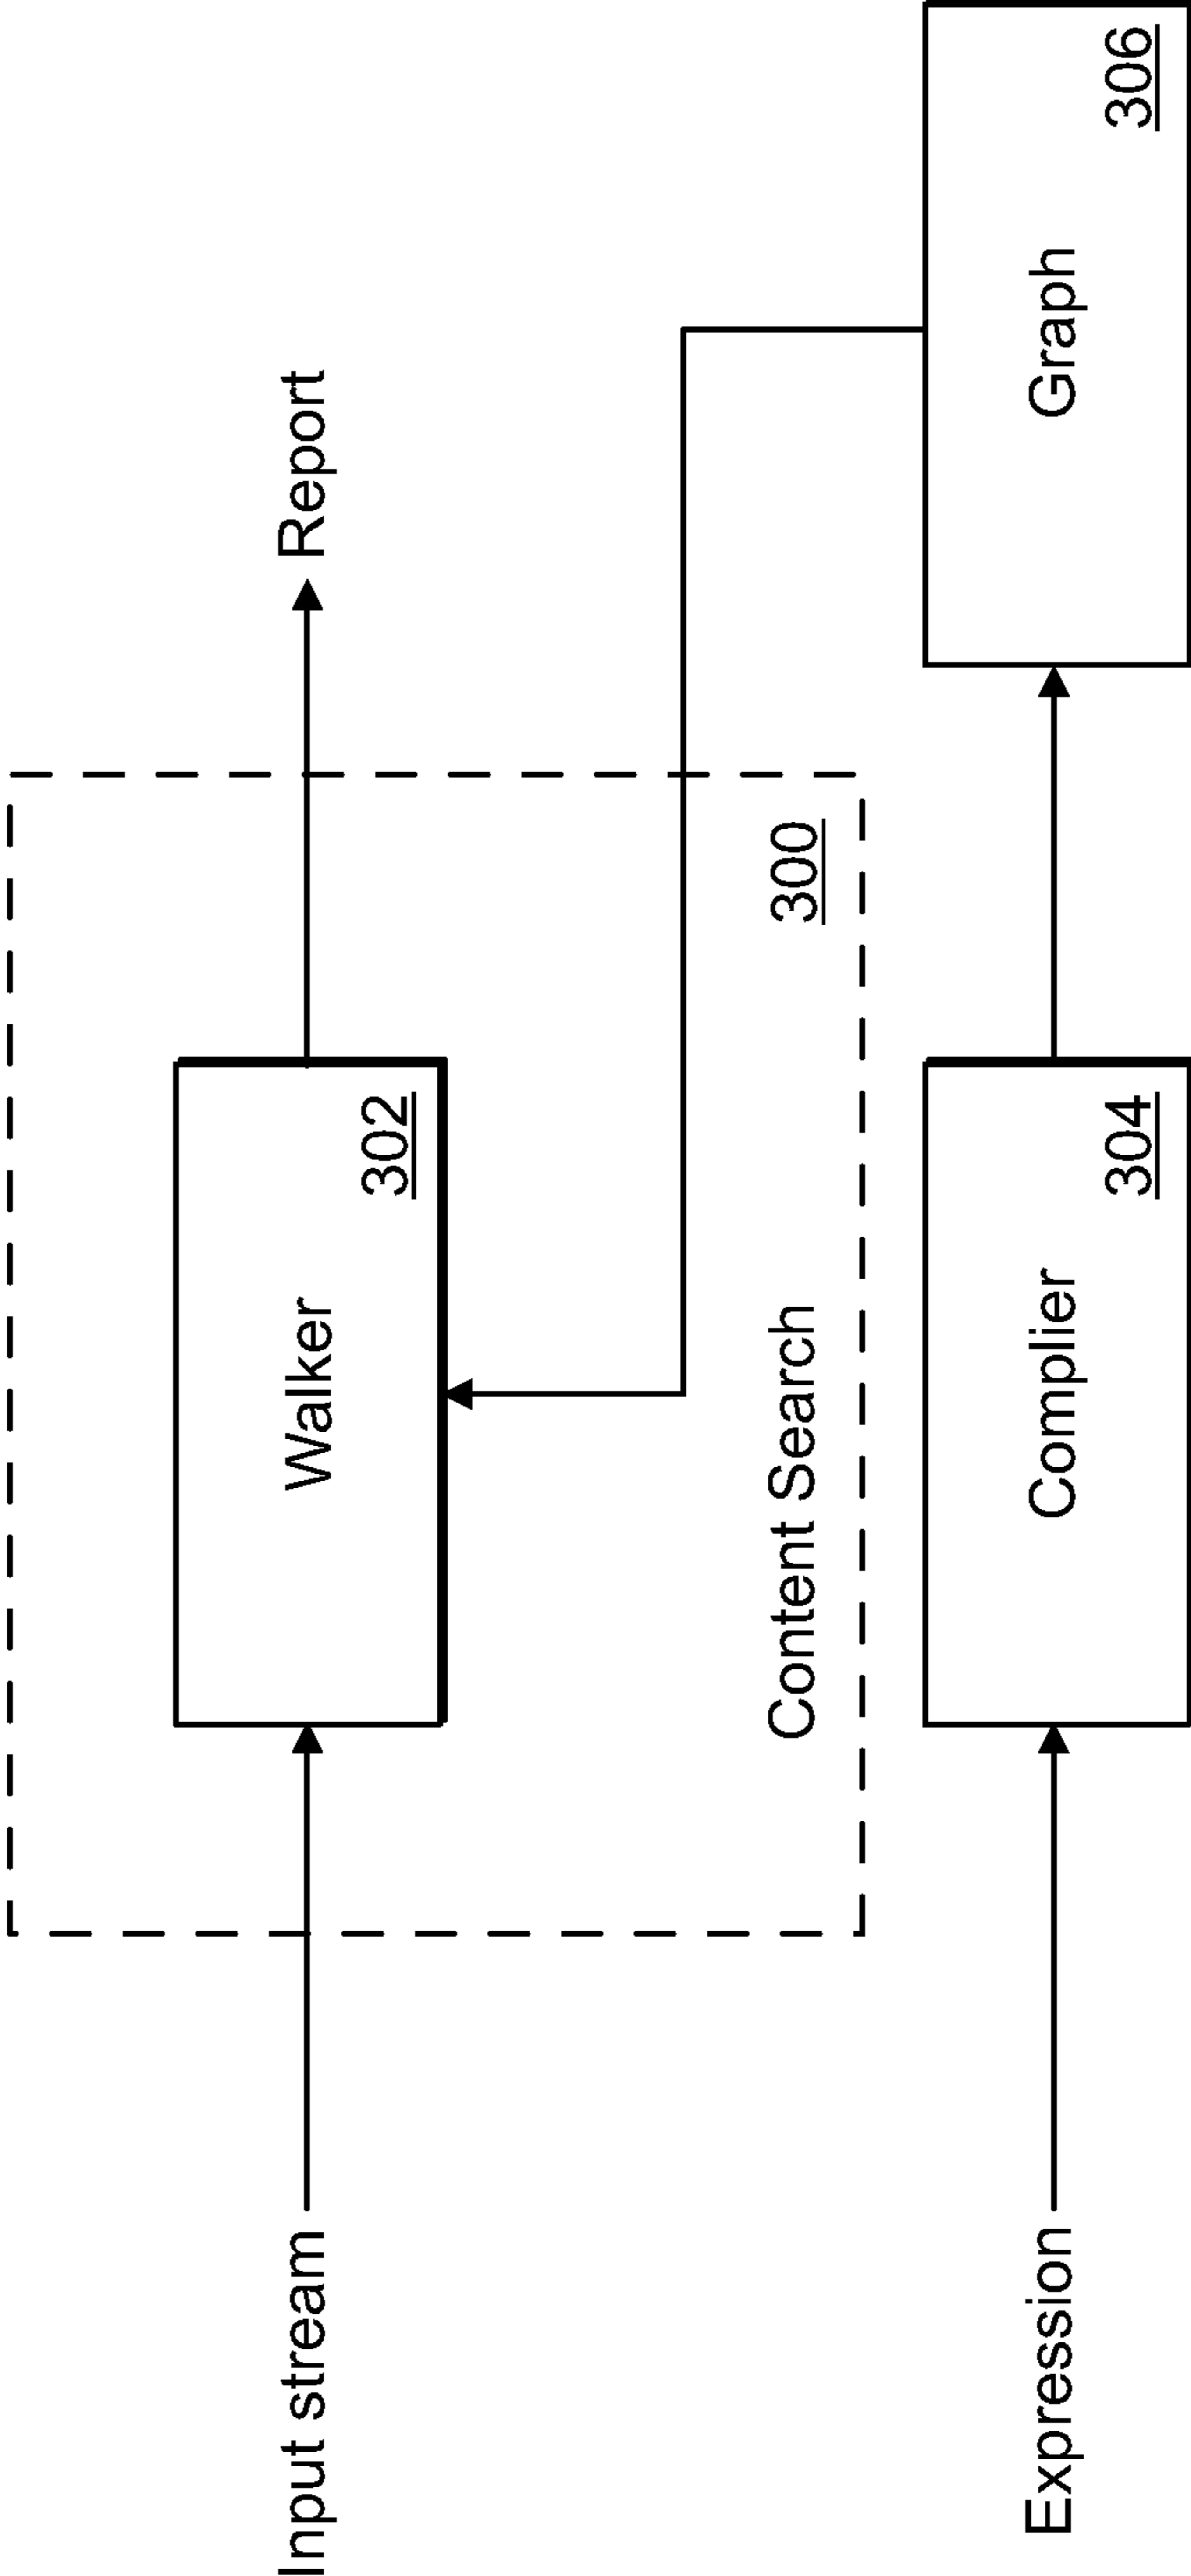 Input stream
Walker
302
Report
Content Search
300
Expression
Complier
304
Graph
306